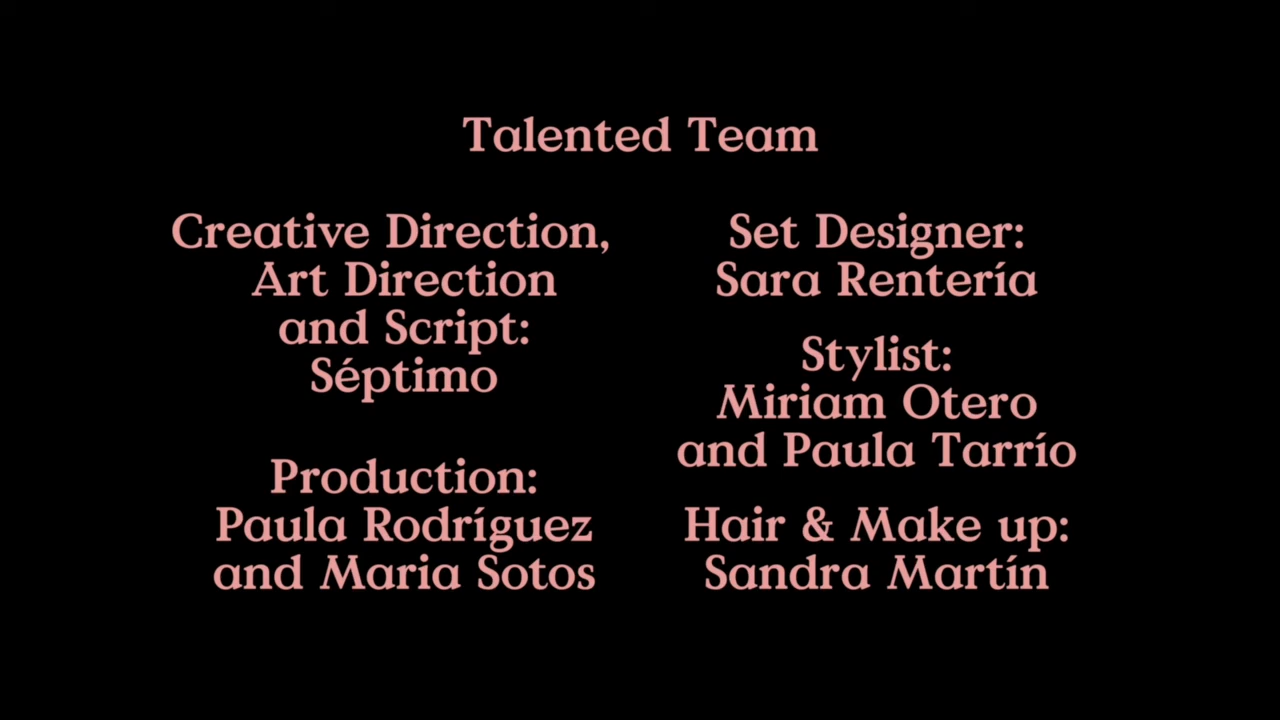 Talented Team
Creative Direction,
Art Direction
and Script:
Séptimo
Production:
Paula Rodríguez
and Maria Sotos
Set Designer:
Sara Rentería
Stylist:
Miriam Otero
and Paula Tarrío
Hair & Make up:
Sandra Martín